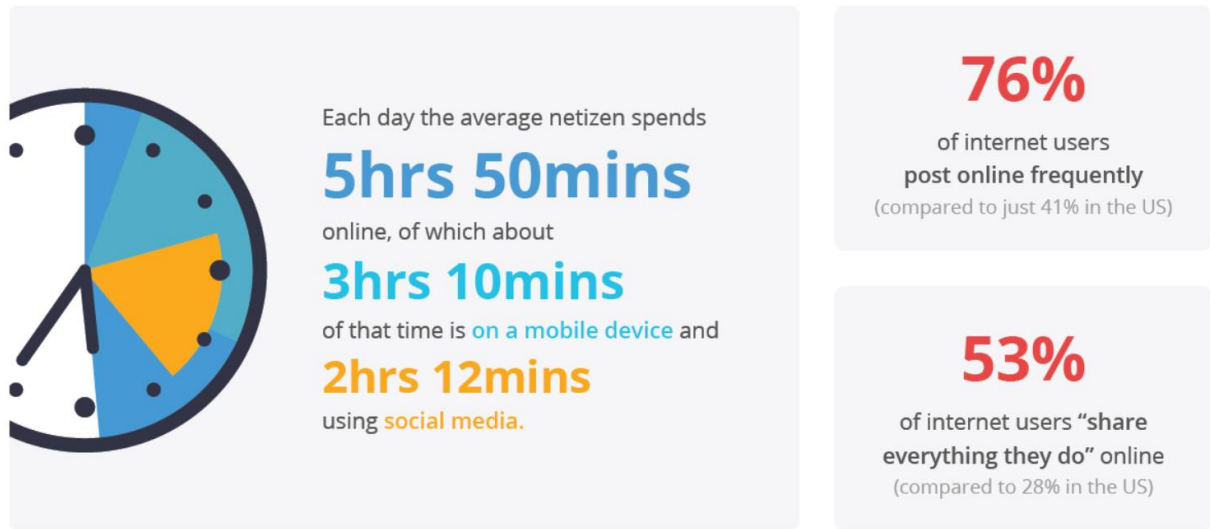 Each day the average netizen spends
5hrs 50mins
online, of which about
3hrs 10mins
of that time is on a mobile device and
2hrs 12mins
using social media.
76%
of internet users
post online frequently
(compared to just 41% in the US)
53%
of internet users “share
everything they do” online
(compared to 28% in the US)